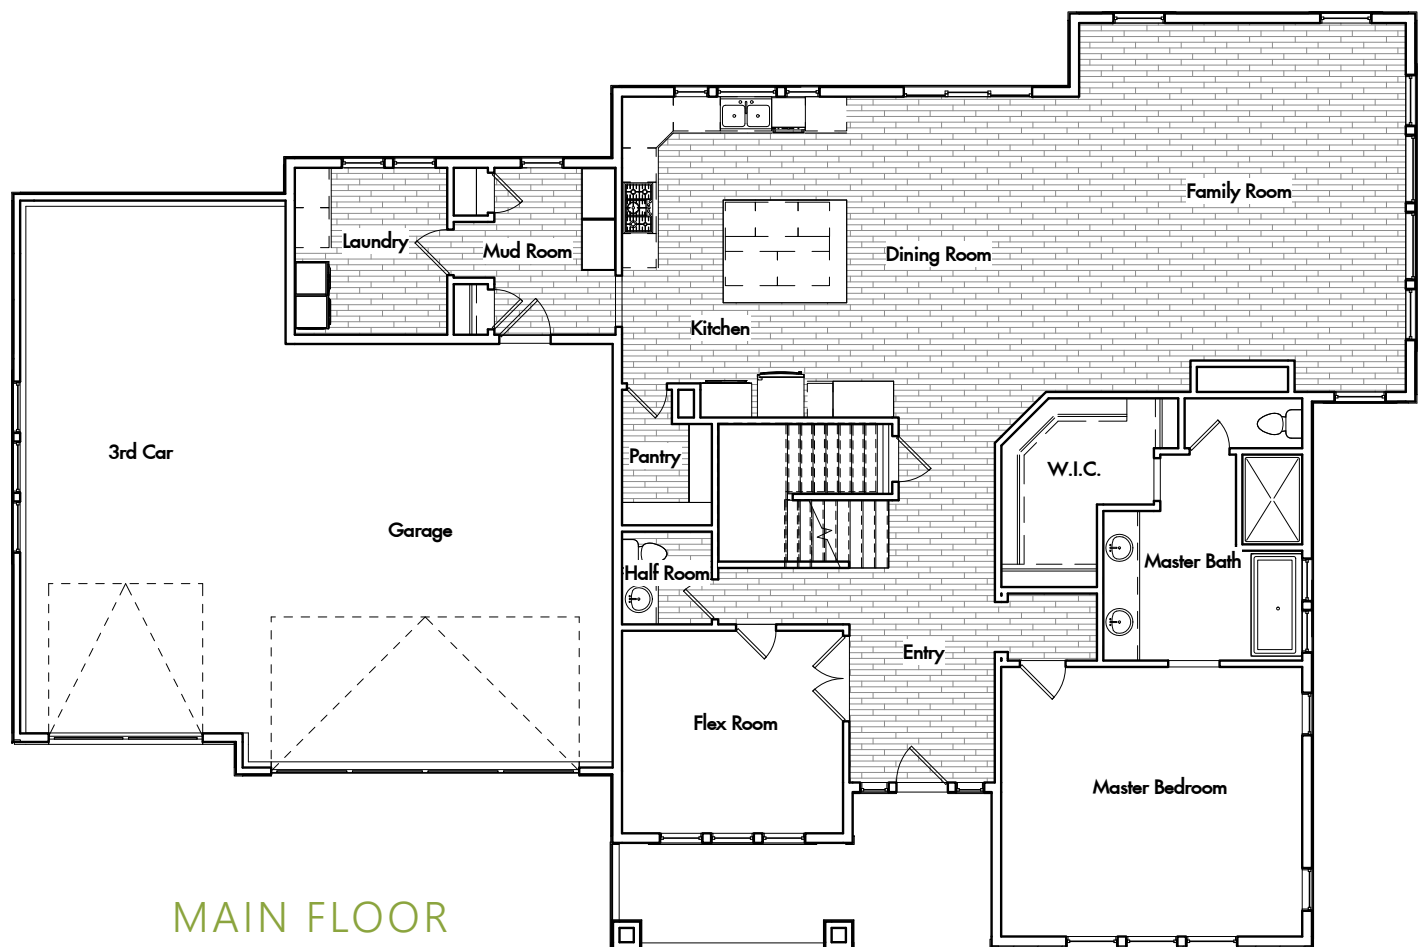 Family Room
Laundry
Mud Room
Dining Room
Kitchen
3rd Car
Pantry
W.I.C.
Garage
Master Bath
Half Room
Entry
Flex Room
Master Bedroom
MAIN FLOOR